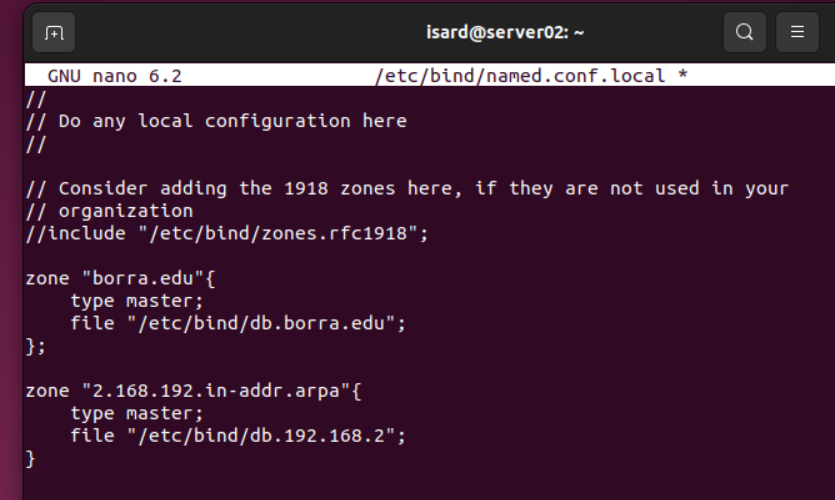 isard@server02: ~
GNU nano 6.2 /etc/bind/named.conf.local *
//
// Do any local configuration here
//
// Consider adding the 1918 zones here, if they are not used in your
// organization
//include "/etc/bind/zones.rfc1918";
zone "borra.edu"{
    type master;
    file "/etc/bind/db.borra.edu";
};
zone "2.168.192.in-addr.arpa"{
    type master;
    file "/etc/bind/db.192.168.2";
}